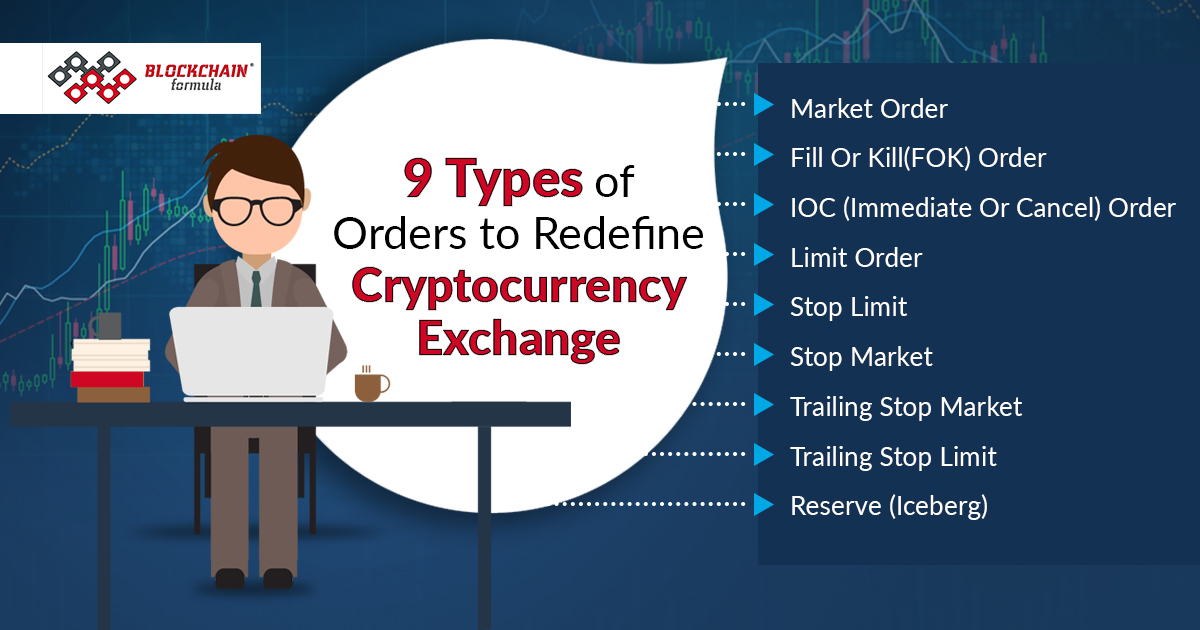 BLOCKCHAIN®
formula
9 Types of
Orders to Redefine
Cryptocurrency
Exchange
Market Order
Fill Or Kill(FOK) Order
IOC (Immediate Or Cancel) Order
Limit Order
Stop Limit
Stop Market
Trailing Stop Market
Trailing Stop Limit
Reserve (Iceberg)